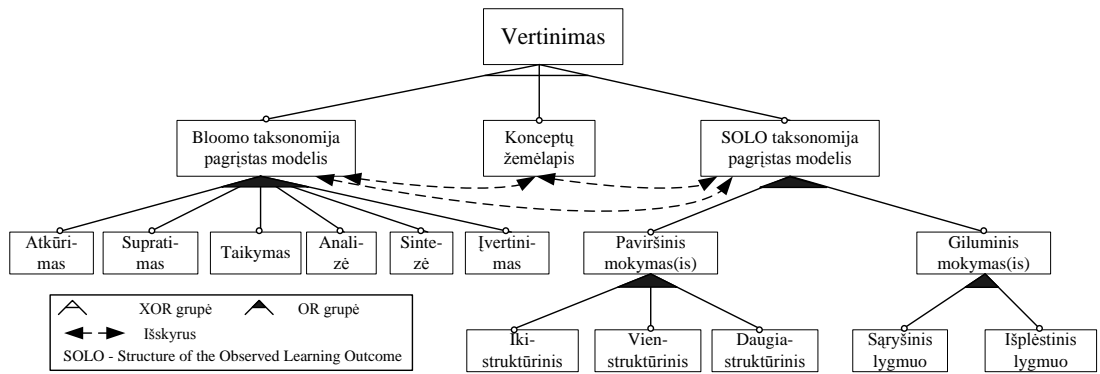 Vertinimas
Bloomo taksonomija
pagrįstas modelis
Konceptų
žemėlapis
SOLO taksonomija
pagrįstas modelis
Atkūri-
mas
Suprati-
mas
Taikymas
Anali-
zė
Sinte-
zė
Įvertini-
mas
Paviršinis
mokymas(is)
Giluminis
mokymas(is)
Iki-
struktūrinis
Vien-
struktūrinis
Daugia-
struktūrinis
Sąryšinis
lygmuo
Išplėstinis
lygmuo
XOR grupė
OR grupė
Išskyrus
SOLO - Structure of the Observed Learning Outcome